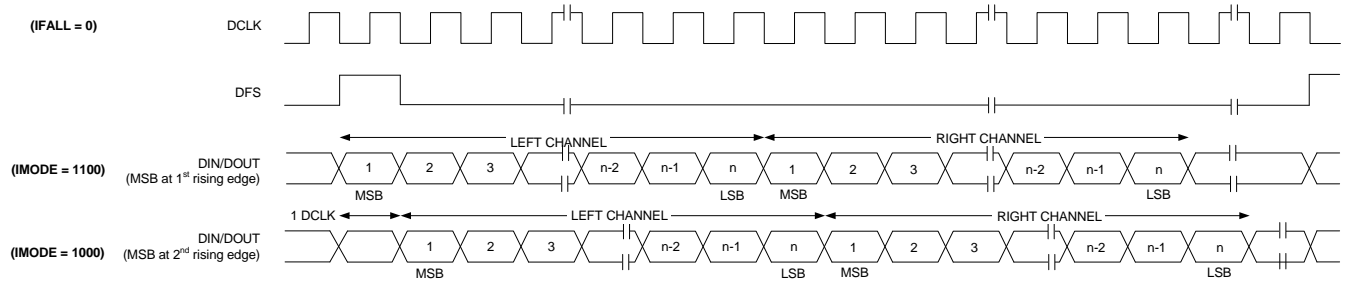 (IFALL = 0) DCLK
DFS
LEFT CHANNEL RIGHT CHANNEL
(IMODE = 1100) DIN/DOUT (MSB at 1st rising edge) 1 2 3 n-2 n-1 n 1 2 3 n-2 n-1 n
MSB LSB MSB LSB
1 DCLK LEFT CHANNEL RIGHT CHANNEL
(IMODE = 1000) DIN/DOUT (MSB at 2nd rising edge) 1 2 3 n-2 n-1 n 1 2 3 n-2 n-1 n
MSB LSB MSB LSB